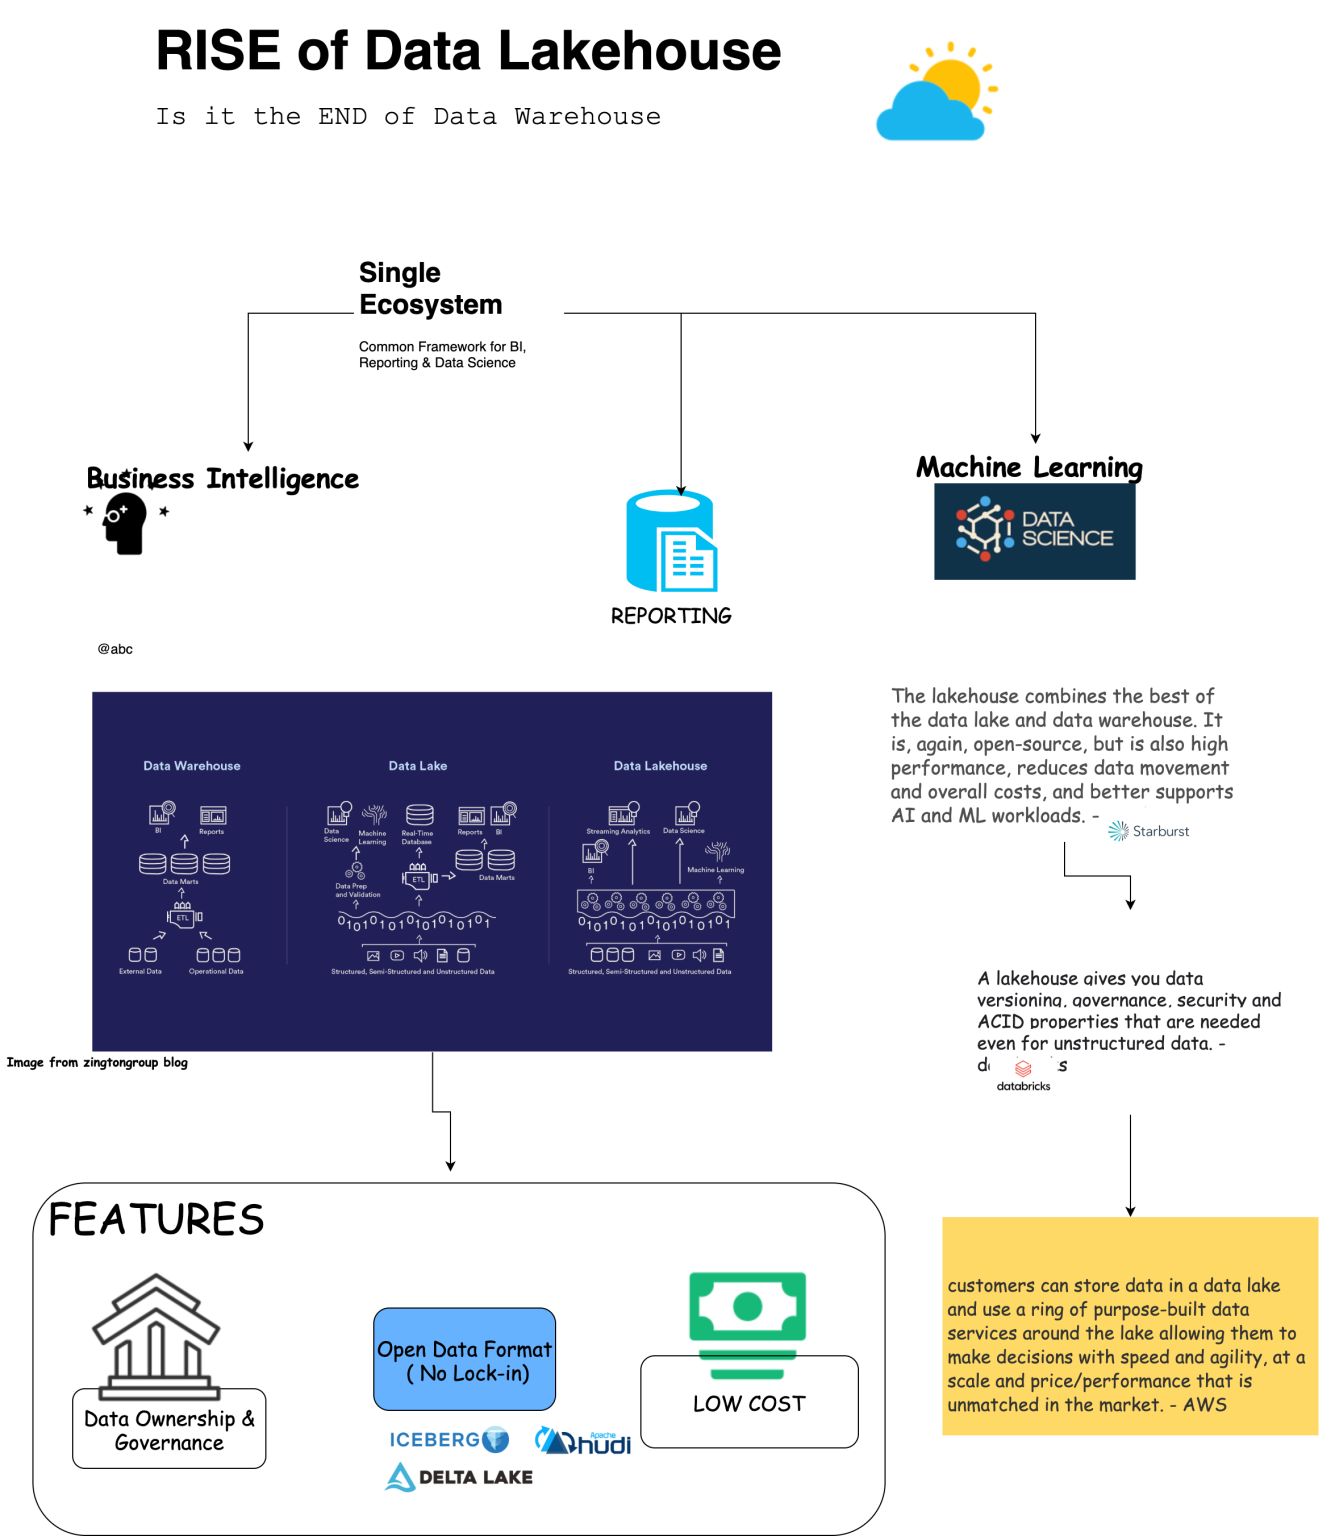 RISE of Data Lakehouse
Is it the END of Data Warehouse
Single
Ecosystem
Common Framework for BI,
Reporting & Data Science
Business Intelligence
Machine Learning
DATA
SCIENCE
REPORTING
@abc
Data Warehouse
BI
Reports
Data Marts
ETL
External Data
Operational Data
Data Lake
Data
Science
Machine
Learning
Real-Time
Database
Reports
BI
Data Prep
and Validation
ETL
Data Marts
0101010101010101
Structured, Semi-Structured and Unstructured Data
Data Lakehouse
Streaming Analytics
Data Science
BI
Machine Learning
0101010101010101
Structured, Semi-Structured and Unstructured Data
Image from zingtongroup blog
The lakehouse combines the best of
the data lake and data warehouse. It
is, again, open-source, but is also high
performance, reduces data movement
and overall costs, and better supports
AI and ML workloads. -
Starburst
A lakehouse gives you data
versioning, governance, security and
ACID properties that are needed
even for unstructured data. -
databricks
FEATURES
Data Ownership &
Governance
Open Data Format
( No Lock-in)
ICEBERG
Apache
hudi
DELTA LAKE
LOW COST
customers can store data in a data lake
and use a ring of purpose-built data
services around the lake allowing them to
make decisions with speed and agility, at a
scale and price/performance that is
unmatched in the market. - AWS